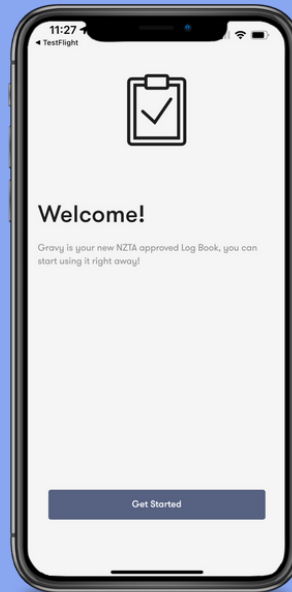 11:27
◀ TestFlight
Welcome!
Gravy is your new NZTA approved Log Book, you can
start using it right away!
Get Started